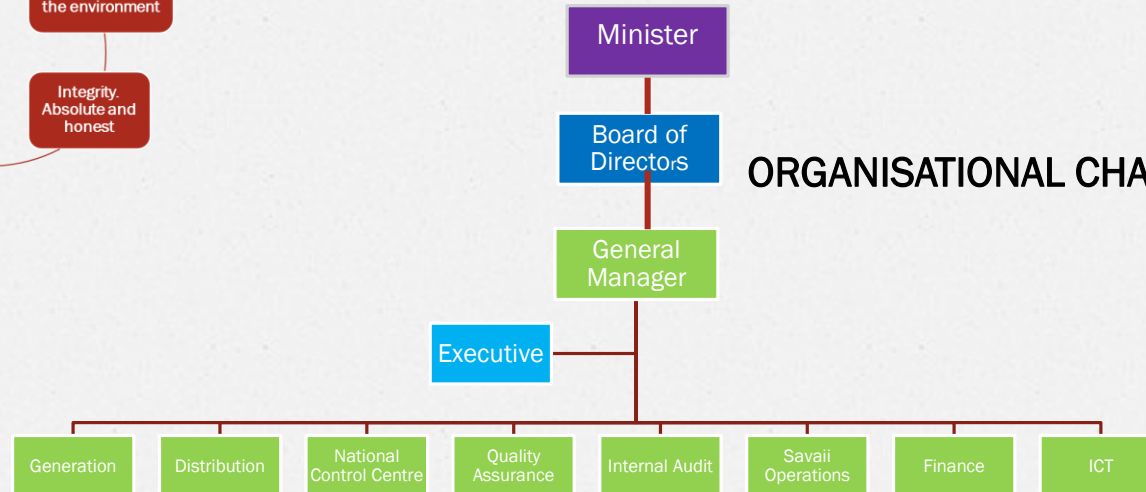 the environment
Integrity.
Absolute and
honest
Minister
Board of
Directors
ORGANISATIONAL CHA
General
Manager
Executive
Generation
Distribution
National
Control Centre
Quality
Assurance
Internal Audit
Savaii
Operations
Finance
ICT